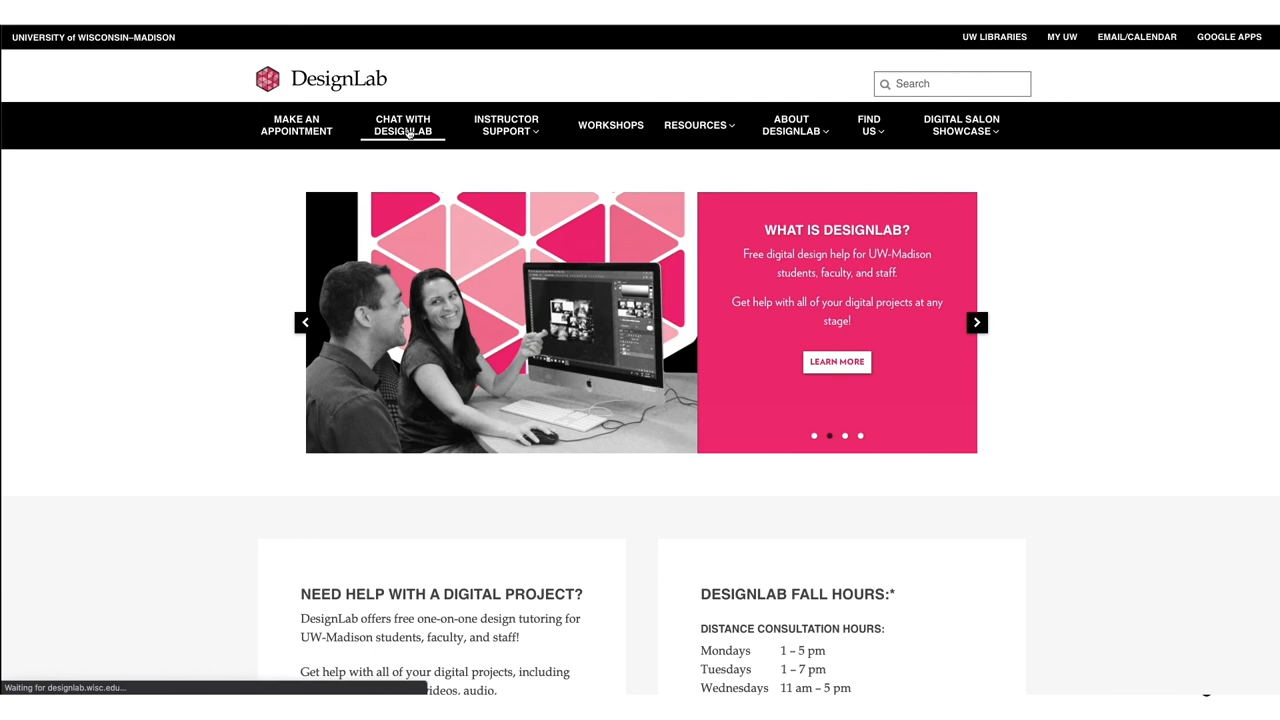 UNIVERSITY of WISCONSIN–MADISON
UW LIBRARIES MY UW EMAIL/CALENDAR GOOGLE APPS
DesignLab
Search
MAKE AN
APPOINTMENT
CHAT WITH
DESIGNLAB
INSTRUCTOR
SUPPORT
WORKSHOPS
RESOURCES
ABOUT
DESIGNLAB
FIND
US
DIGITAL SALON
SHOWCASE
WHAT IS DESIGNLAB?
Free digital design help for UW-Madison
students, faculty, and staff.
Get help with all of your digital projects at any
stage!
LEARN MORE
NEED HELP WITH A DIGITAL PROJECT?
DesignLab offers free one-on-one design tutoring for
UW-Madison students, faculty, and staff!
Get help with all of your digital projects, including
videos, audio.
DESIGNLAB FALL HOURS:*
DISTANCE CONSULTATION HOURS:
Mondays 1 – 5 pm
Tuesdays 1 – 7 pm
Wednesdays 11 am – 5 pm
Waiting for designlab.wisc.edu...